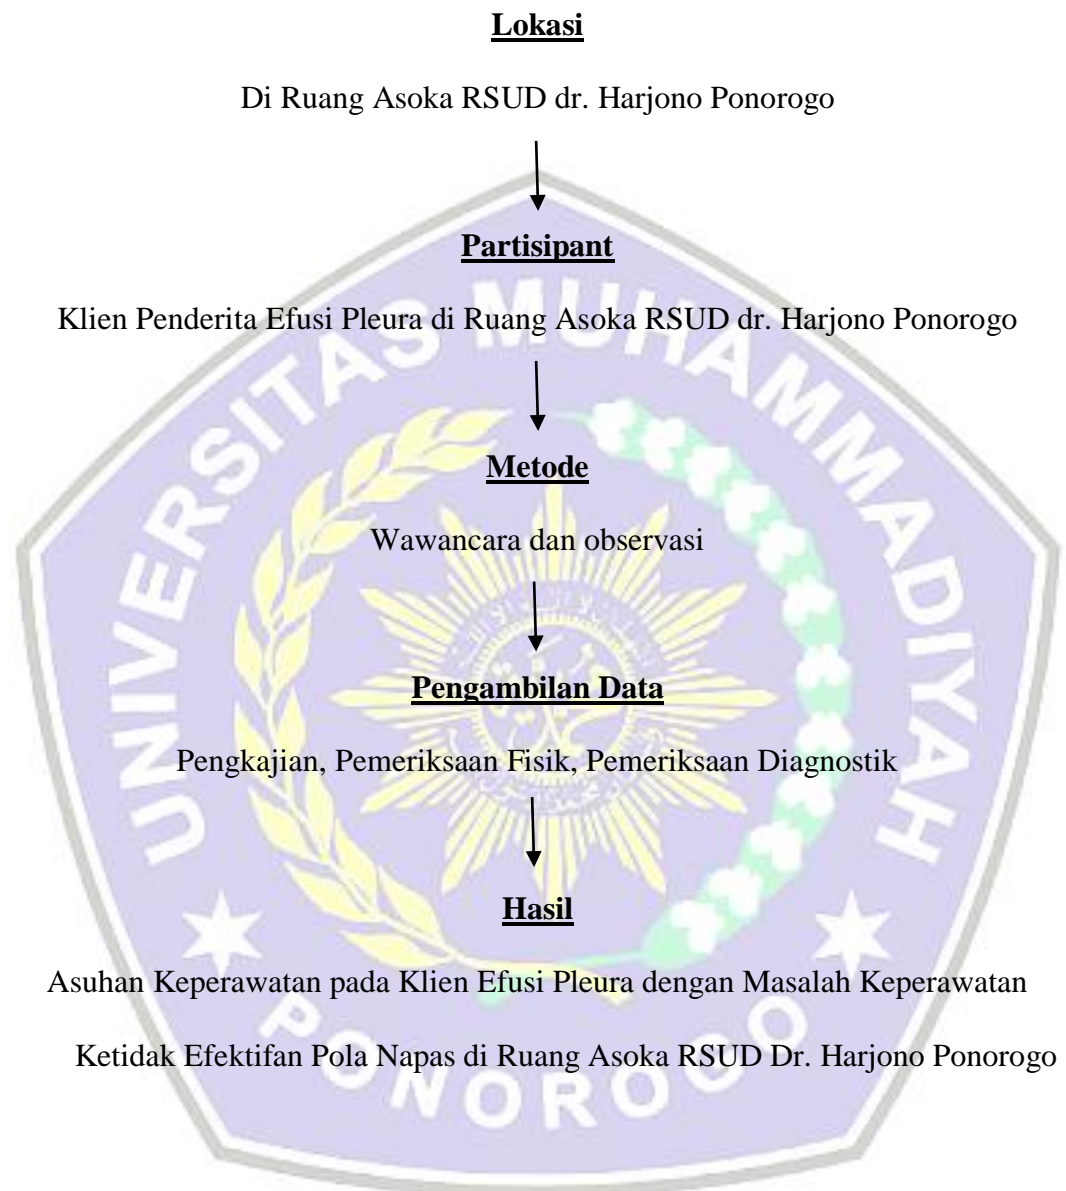 Lokasi
Di Ruang Asoka RSUD dr. Harjono Ponorogo
Partisipant
Klien Penderita Efusi Pleura di Ruang Asoka RSUD dr. Harjono Ponorogo
Metode
Wawancara dan observasi
Pengambilan Data
Pengkajian, Pemeriksaan Fisik, Pemeriksaan Diagnostik
Hasil
Asuhan Keperawatan pada Klien Efusi Pleura dengan Masalah Keperawatan
Ketidak Efektifan Pola Napas di Ruang Asoka RSUD Dr. Harjono Ponorogo
UNIVERSITAS MUHAMMADIYAH
PONOROGO